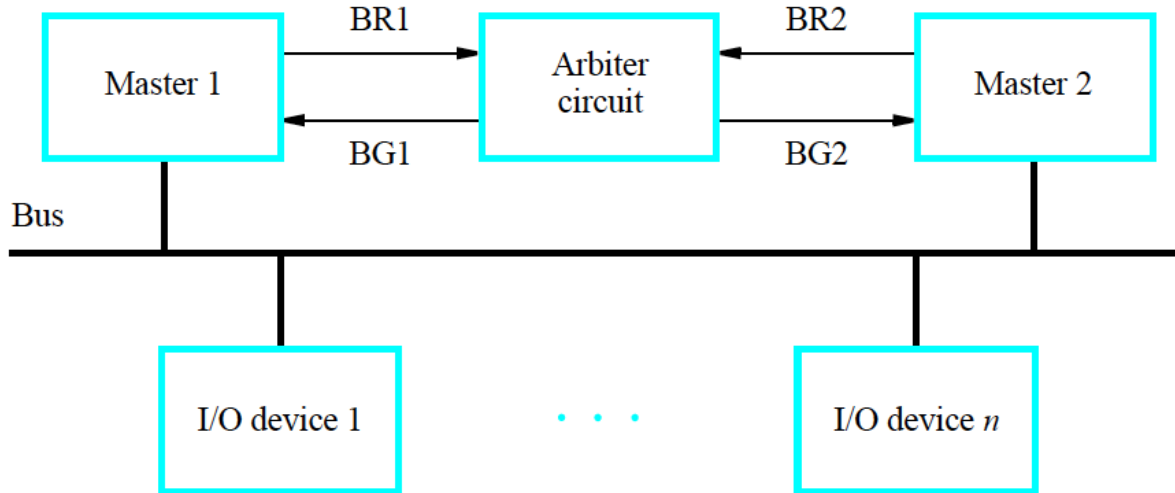 BR1
BR2
Master 1
Arbiter
circuit
Master 2
BG1
BG2
Bus
I/O device 1
. . .
I/O device n